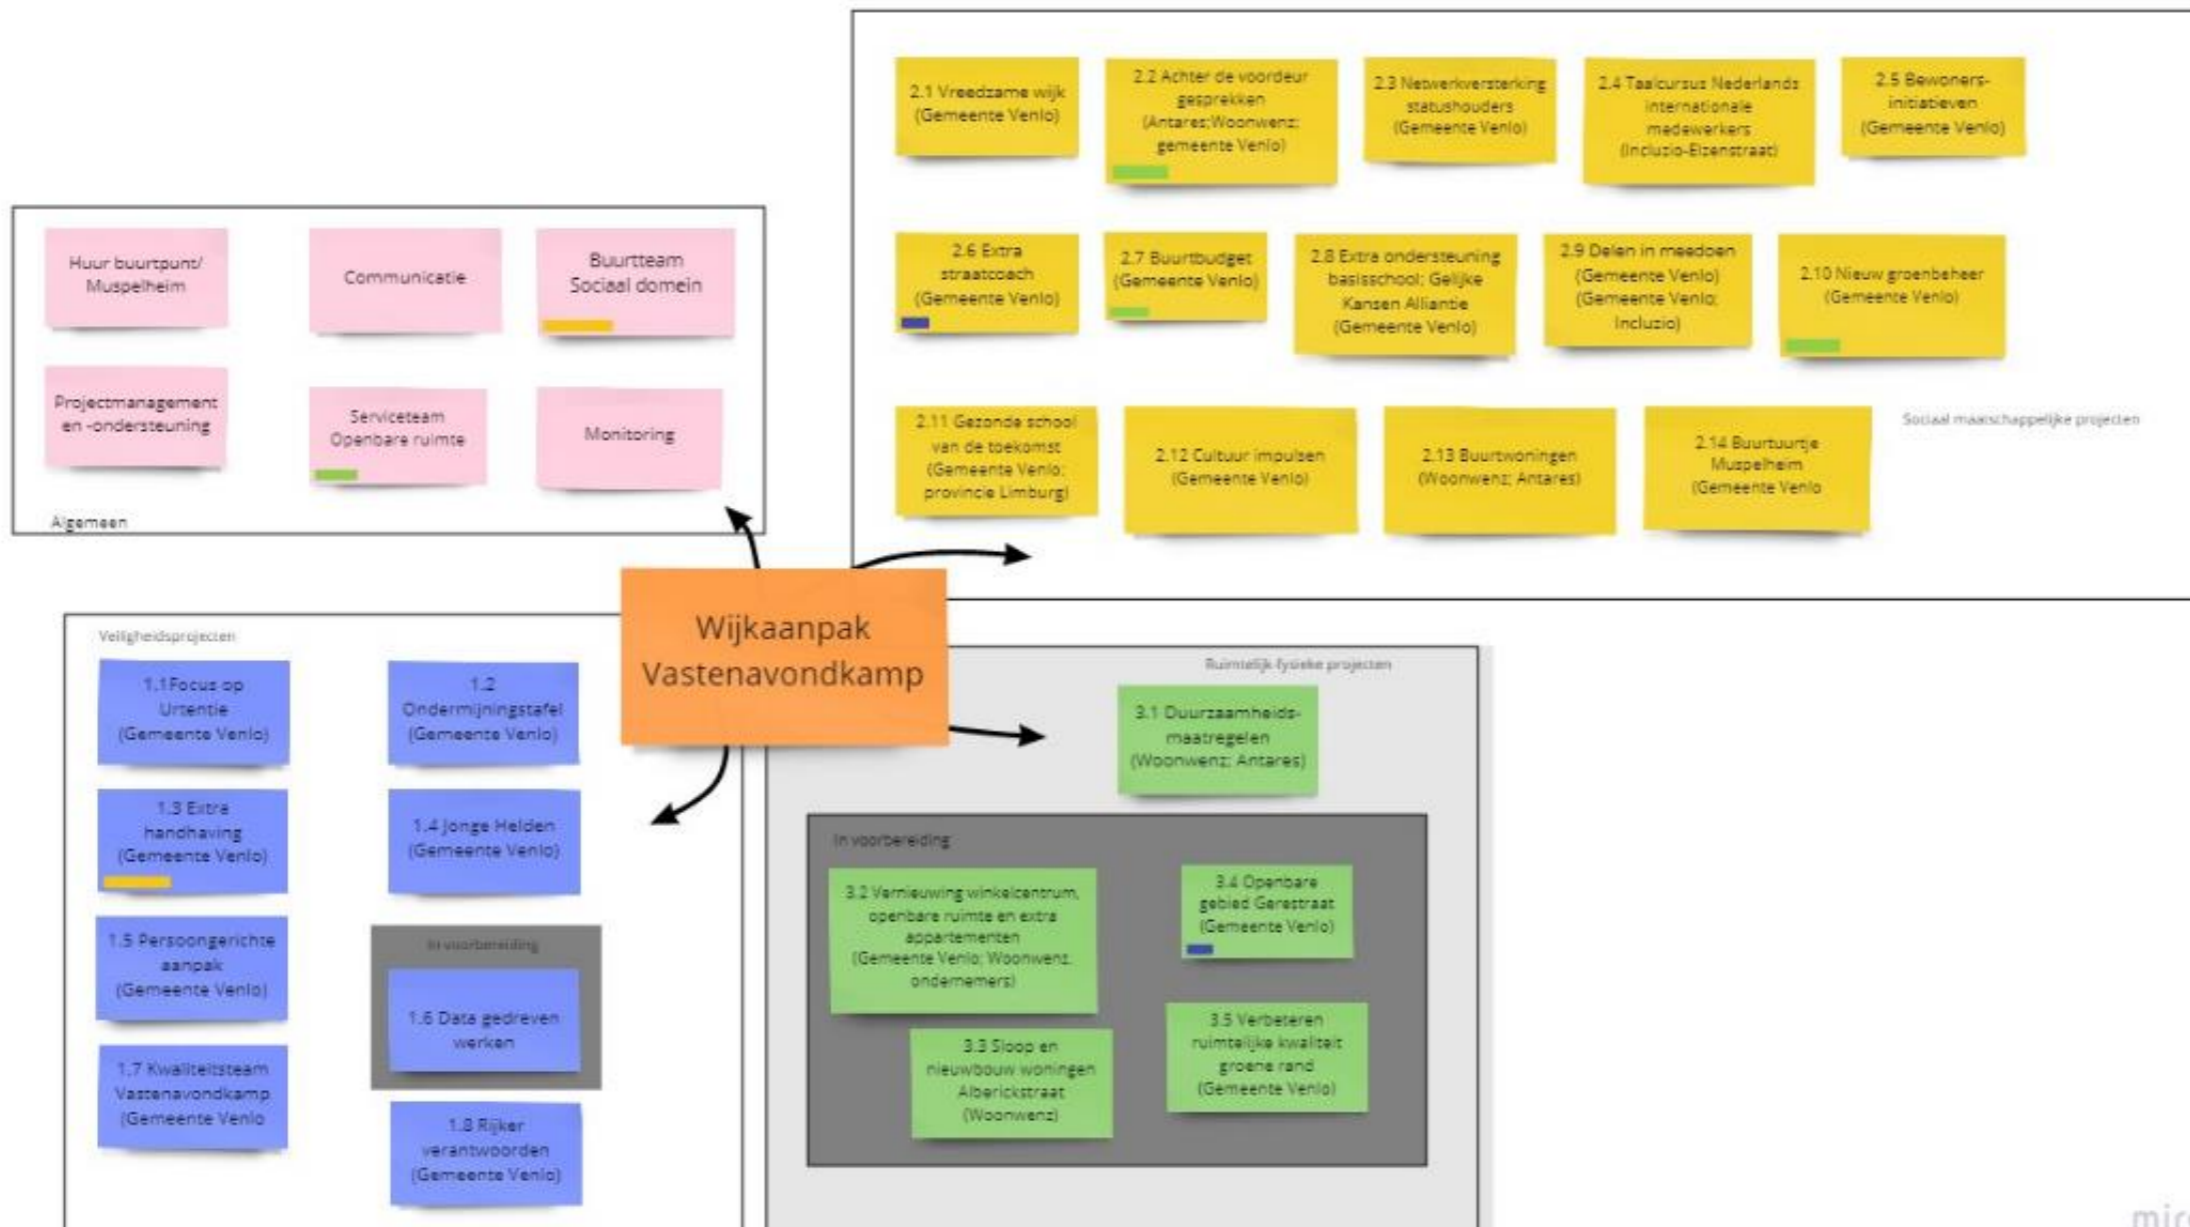 2.1 Vreedzame wijk
(Gemeente Venlo)
2.2 Achter de voordeur
gesprekken
(Antares;Woonwenz;
gemeente Venlo)
2.3 Netwerkversterking
statushouders
(Gemeente Venlo)
2.4 Taalcursus Nederlands
internationale
medewerkers
(Incluzio-Eizenstraat)
2.5 Bewoners-
initiatieven
(Gemeente Venlo)
2.6 Extra
straatcoach
(Gemeente Venlo)
2.7 Buurtbudget
(Gemeente Venlo)
2.8 Extra ondersteuning
basisschool; Gelijke
Kansen Alliantie
(Gemeente Venlo)
2.9 Delen in meedoen
(Gemeente Venlo)
(Gemeente Venlo;
Incluzio)
2.10 Nieuw groenbeheer
(Gemeente Venlo)
2.11 Gezonde school
van de toekomst
(Gemeente Venlo;
provincie Limburg)
2.12 Cultuur impulsen
(Gemeente Venlo)
2.13 Buurtwoningen
(Woonwenz; Antares)
2.14 Buurtuurtje
Muspelheim
(Gemeente Venlo
Sociaal maatschappelijke projecten
Huur buurtpunt/
Muspelheim
Communicatie
Buurtteam
Sociaal domein
Projectmanagement
en -ondersteuning
Serviceteam
Openbare ruimte
Monitoring
Algemeen
Wijkaanpak
Vastenavondkamp
Veiligheidsprojecten
1.1Focus op
Urtentie
(Gemeente Venlo)
1.2
Ondermijningstafel
(Gemeente Venlo)
1.3 Extra
handhaving
(Gemeente Venlo)
1.4 Jonge Helden
(Gemeente Venlo)
1.5 Persoongerichte
aanpak
(Gemeente Venlo)
In voorbereiding
1.6 Data gedreven
werken
1.7 Kwaliteitsteam
Vastenavondkamp
(Gemeente Venlo
1.8 Rijker
verantwoorden
(Gemeente Venlo)
Ruimtelijk-fysieke projecten
3.1 Duurzaamheids-
maatregelen
(Woonwenz; Antares)
In voorbereiding
3.2 Vernieuwing winkelcentrum,
openbare ruimte en extra
appartementen
(Gemeente Venlo; Woonwenz,
ondernemers)
3.4 Openbare
gebied Gerestraat
(Gemeente Venlo)
3.3 Sloop en
nieuwbouw woningen
Alberickstraat
(Woonwenz)
3.5 Verbeteren
ruimtelijke kwaliteit
groene rand
(Gemeente Venlo)